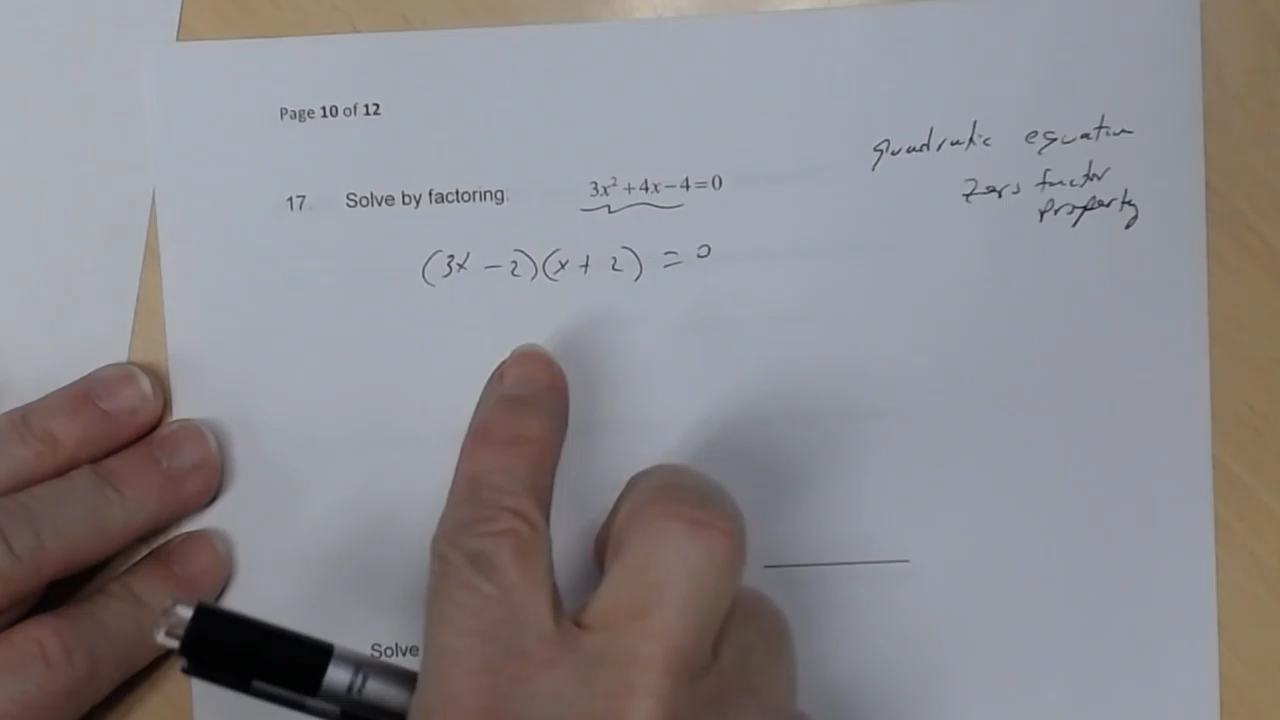 Page 10 of 12
quadratic equation
zero factor
property
17. Solve by factoring. 3x² + 4x − 4 = 0
(3x − 2)(x + 2) = 0
Solve